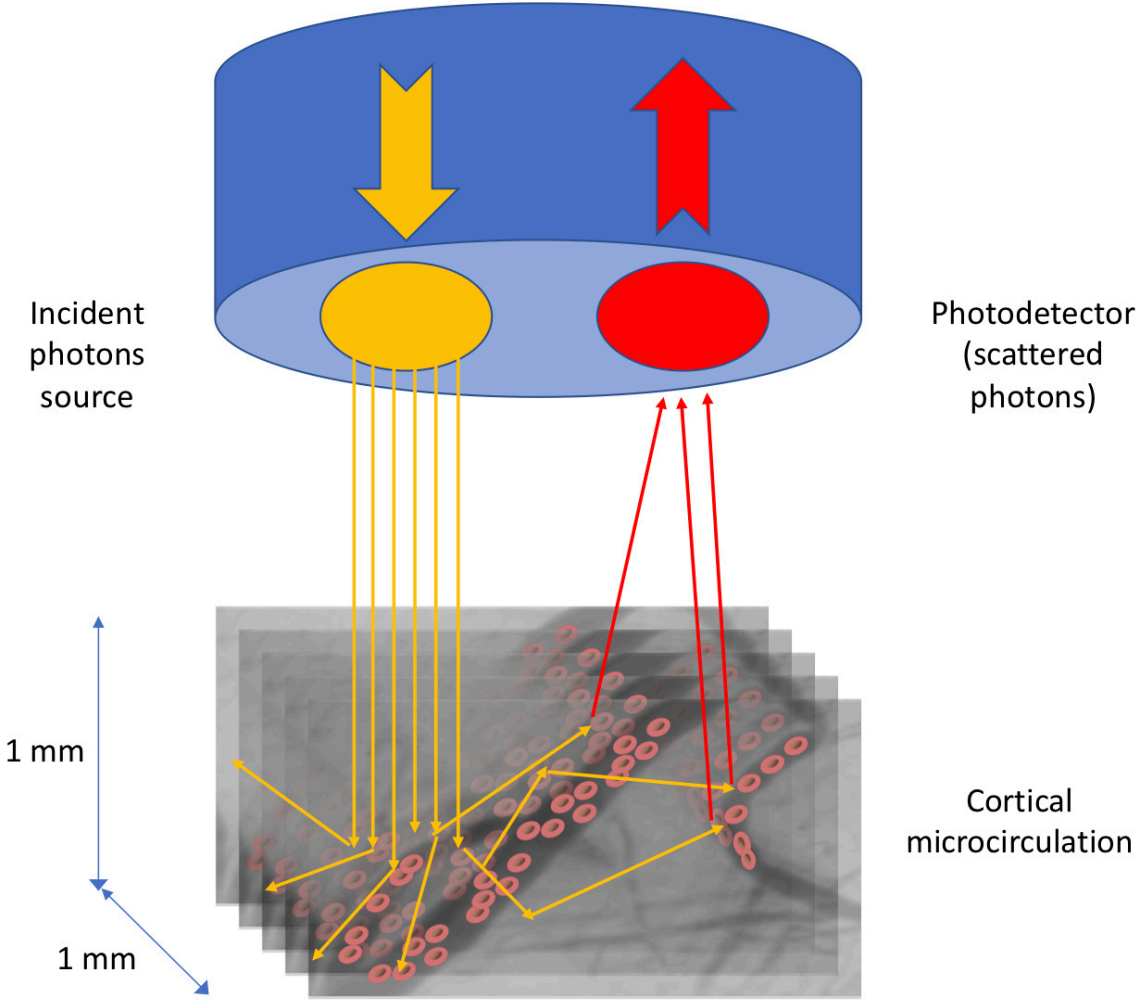 Incident
photons
source
Photodetector
(scattered
photons)
1 mm
Cortical
microcirculation
1 mm